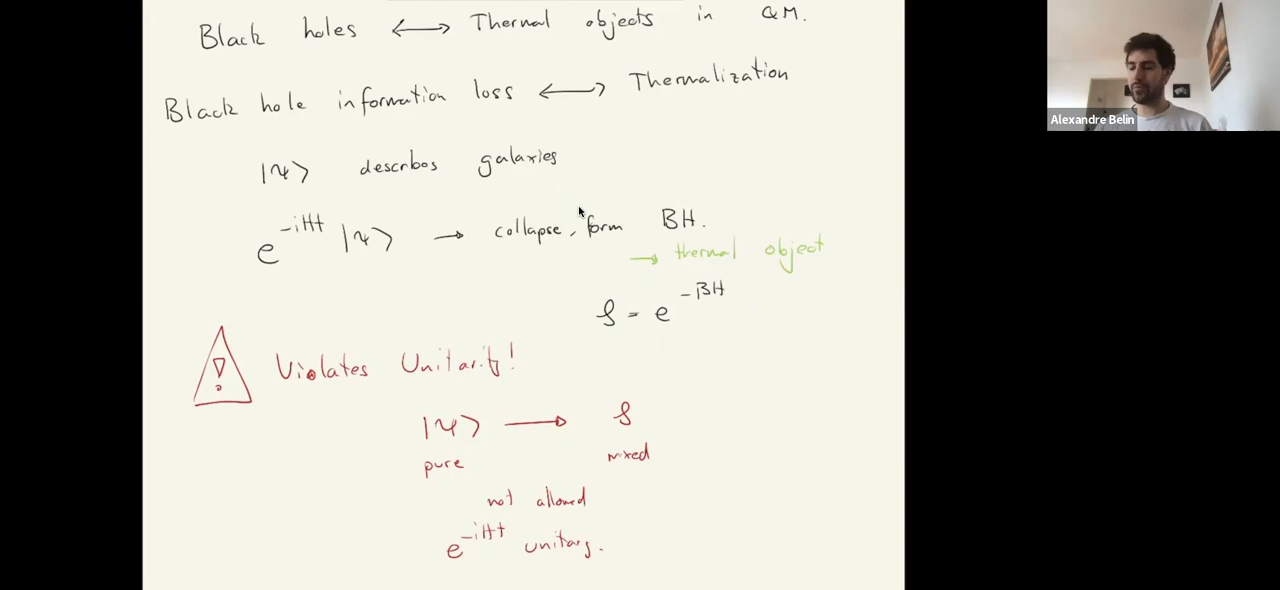 Black holes ⟷ Thermal objects in QM.
Alexandre Belin
Black hole information loss ⟷ Thermalization
|ψ⟩ describes galaxies
e^{-iHt} |ψ⟩ → collapse, form BH.
→ thermal object
ρ = e^{-βH}
! Violates Unitarity!
|ψ⟩ → ρ
pure mixed
not allowed
e^{-iHt} unitary.